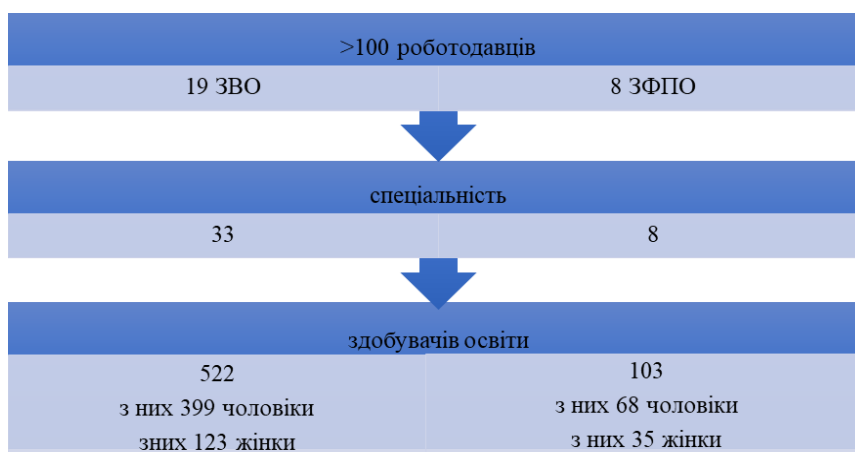 >100 роботодавців
19 ЗВО
8 ЗФПО
спеціальність
33
8
здобувачів освіти
522
з них 399 чоловіки
зних 123 жінки
103
з них 68 чоловіки
з них 35 жінки